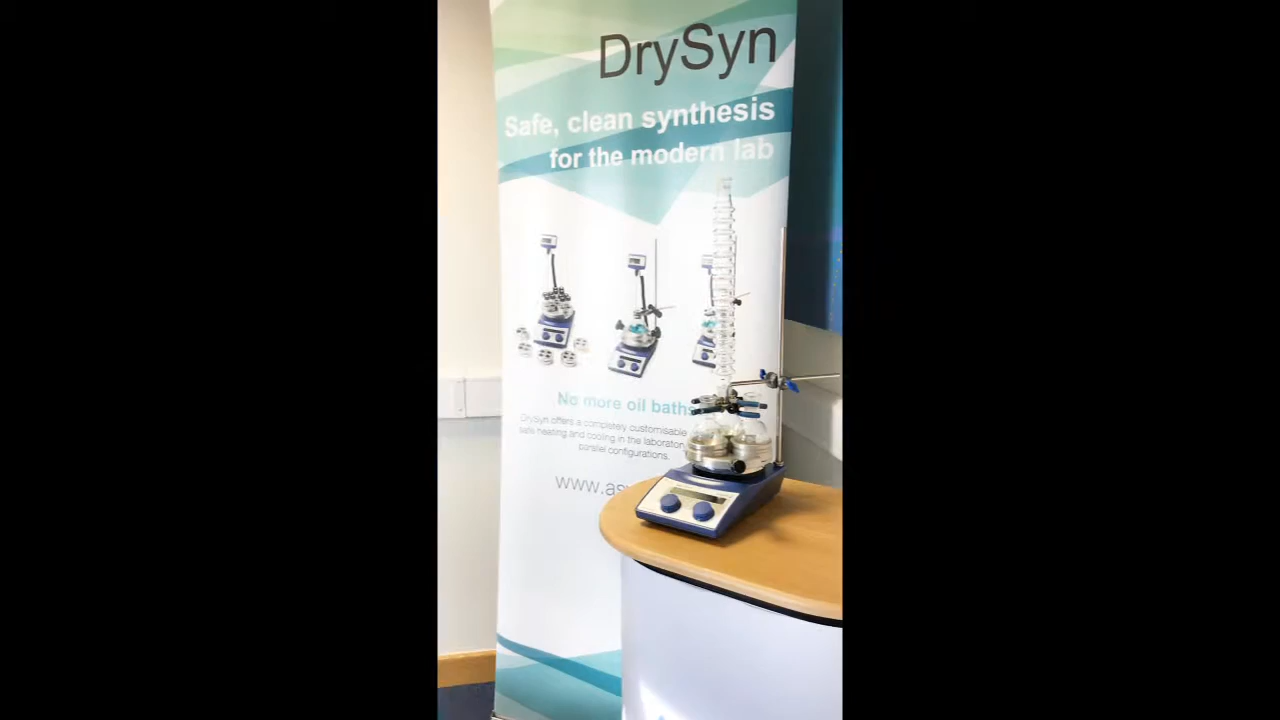 DrySyn
Safe, clean synthesis
for the modern lab
No more oil baths
DrySyn offers a completely customisable
safe heating and cooling in the laboratory
parallel configurations.
www.as